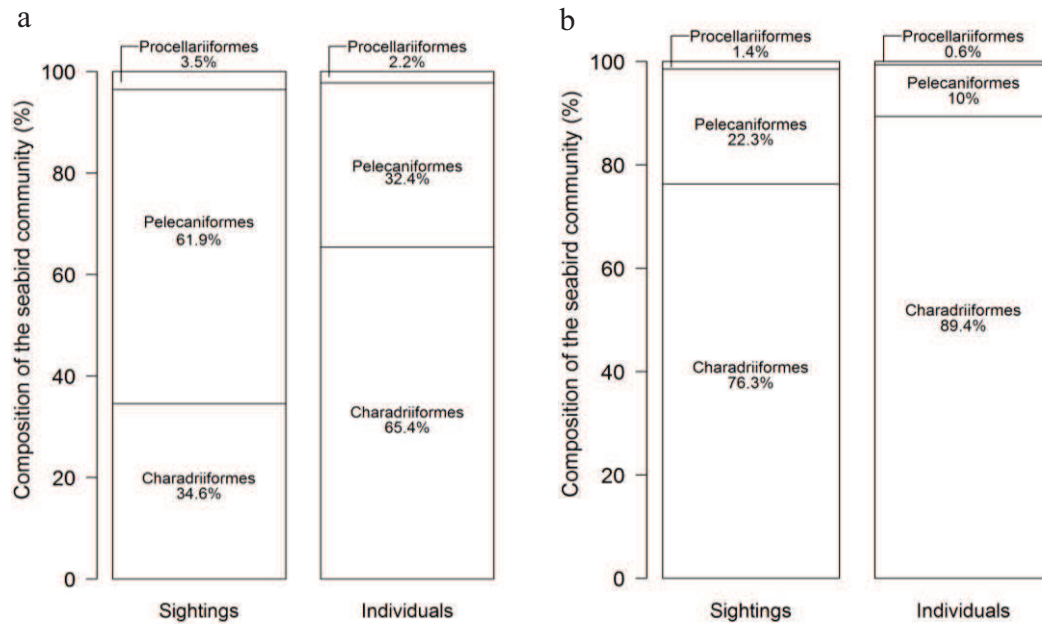 a
Composition of the seabird community (%)
100
80
60
40
20
0
Procellariiformes
3.5%
Pelecaniformes
61.9%
Charadriiformes
34.6%
Sightings
Procellariiformes
2.2%
Pelecaniformes
32.4%
Charadriiformes
65.4%
Individuals
b
Composition of the seabird community (%)
100
80
60
40
20
0
Procellariiformes
1.4%
Pelecaniformes
22.3%
Charadriiformes
76.3%
Sightings
Procellariiformes
0.6%
Pelecaniformes
10%
Charadriiformes
89.4%
Individuals